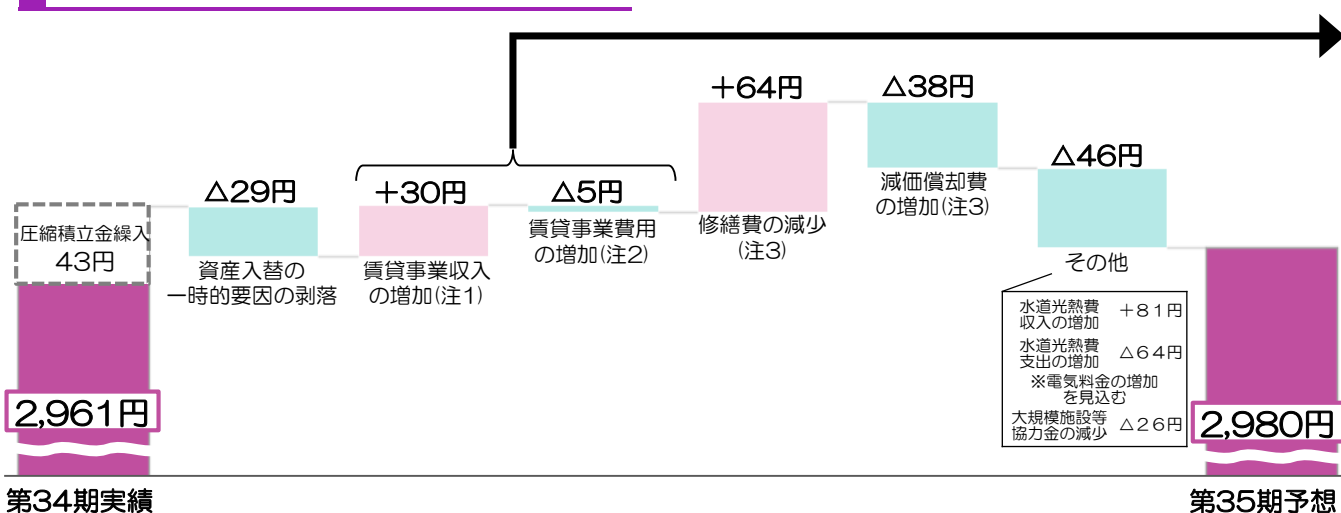 圧縮積立金繰入
43円
2,961円
第34期実績
△29円
資産入替の
一時的要因の剥落
+30円
賃貸事業収入
の増加(注1)
△5円
賃貸事業費用
の増加(注2)
+64円
修繕費の減少
(注3)
△38円
減価償却費
の増加(注3)
△46円
その他
水道光熱費
収入の増加 +81円
水道光熱費
支出の増加 △64円
※電気料金の増加
を見込む
大規模施設等
協力金の減少 △26円
2,980円
第35期予想